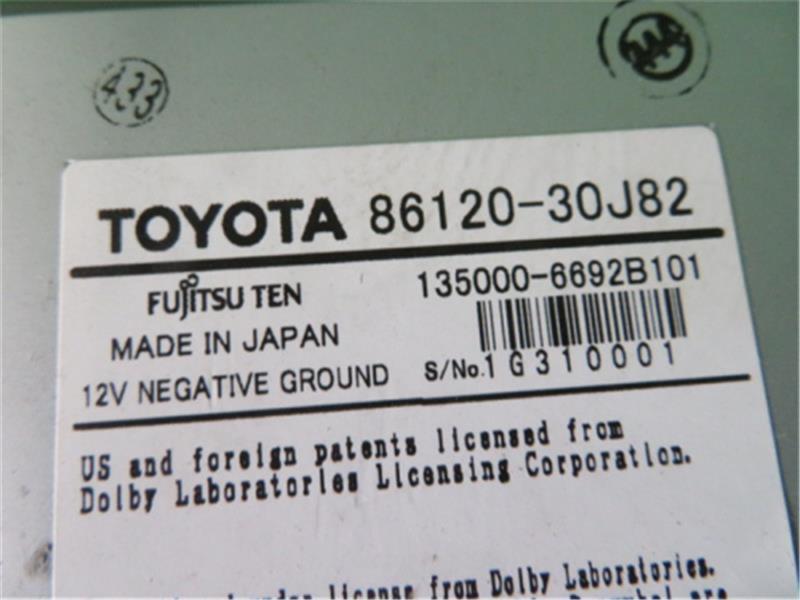 433
TOYOTA 86120-30J82
FUJITSU TEN 135000-6692B101
MADE IN JAPAN
12V NEGATIVE GROUND S/No.1G310001
US and foreign patents licensed from
Dolby Laboratories Licensing Corporation.
under license from Dolby Laboratories.